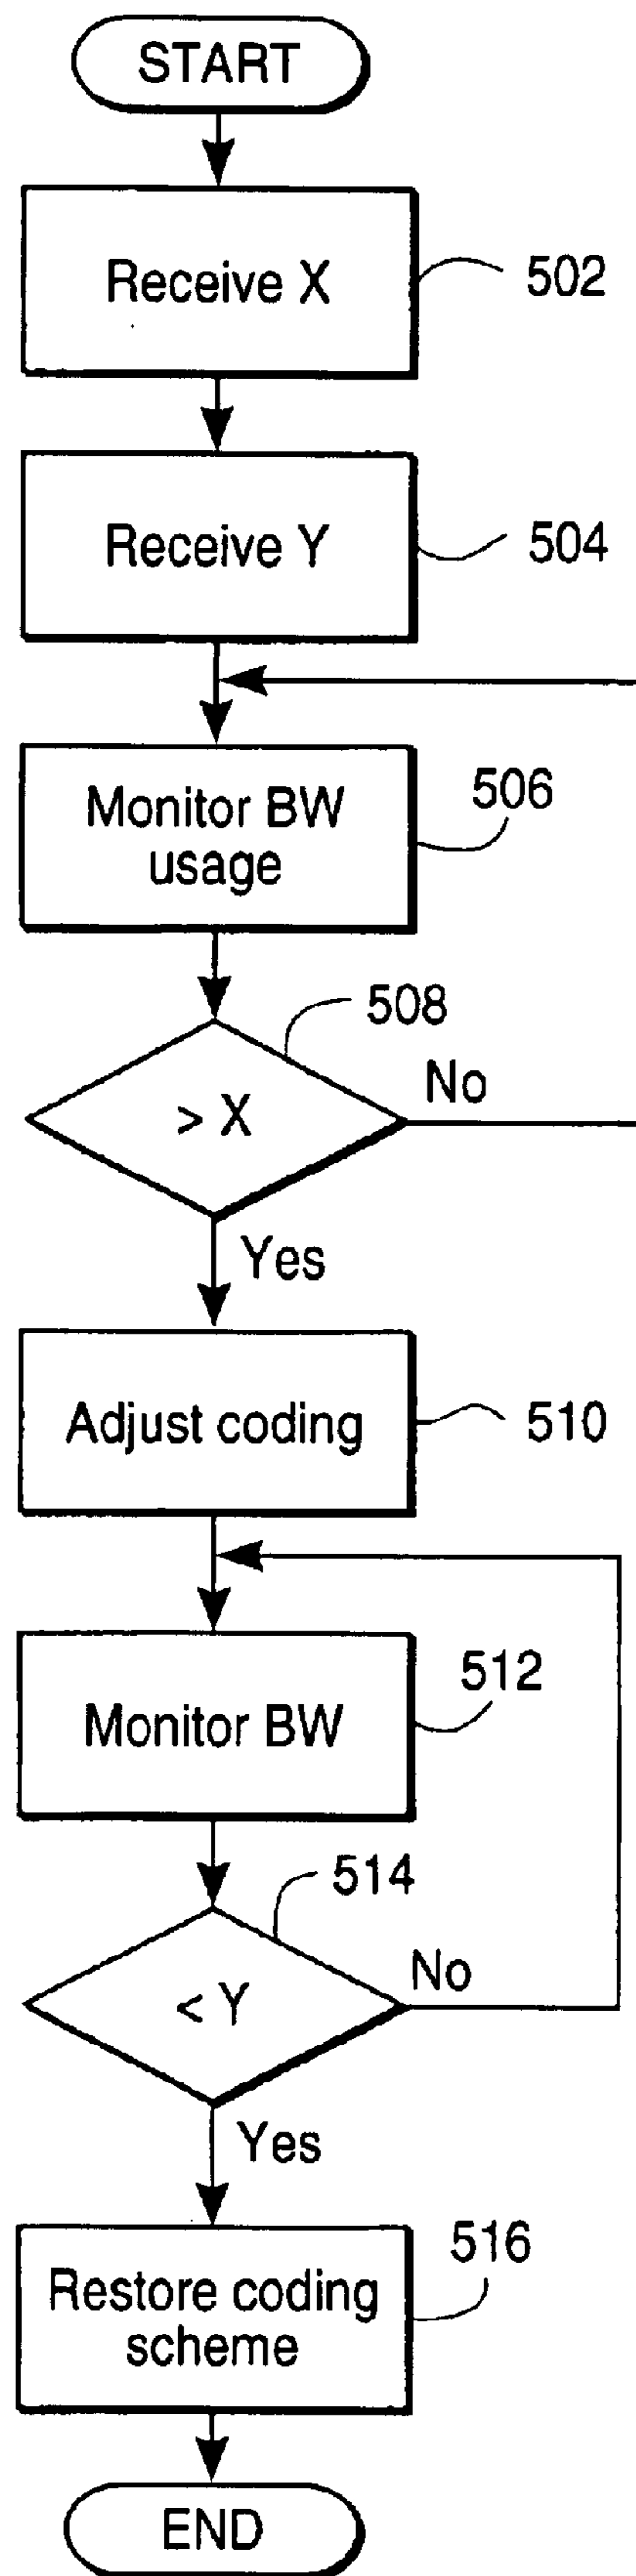 START
Receive X
502
Receive Y
504
Monitor BW
usage
506
508
> X
No
Yes
Adjust coding
510
Monitor BW
512
514
< Y
No
Yes
Restore coding
scheme
516
END